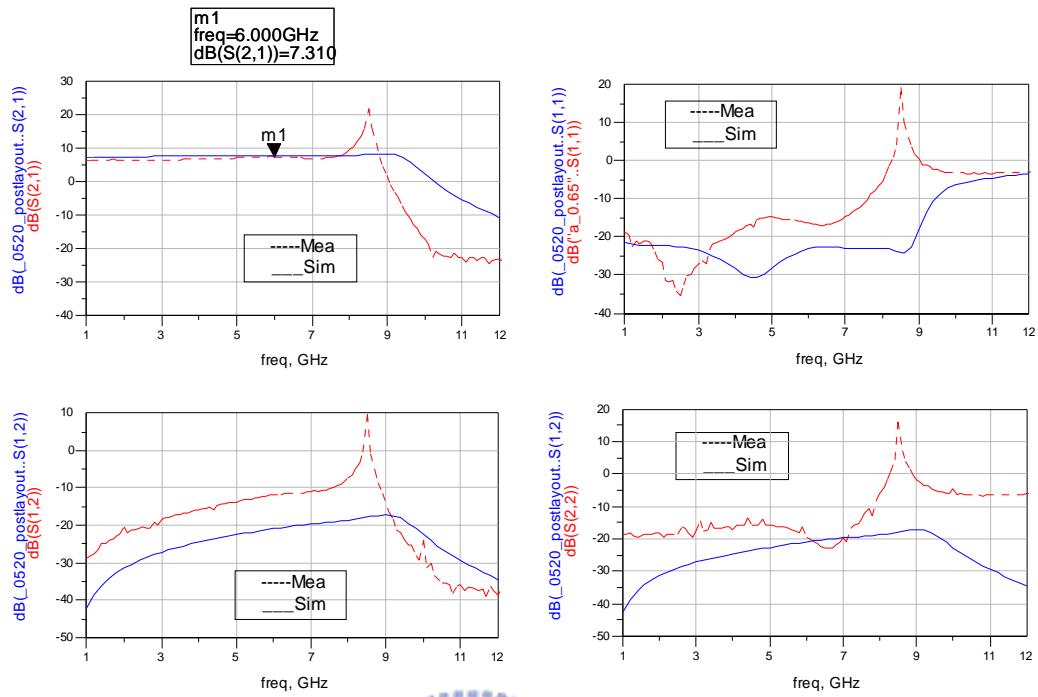 m1
freq=6.000GHz
dB(S(2,1))=7.310
dB(_0520_postlayout..S(2,1))
dB(S(2,1))
30
20
10
0
-10
-20
-30
-40
m1
-----Mea
___Sim
1
3
5
7
9
11
12
freq, GHz
dB(_0520_postlayout..S(1,1))
dB("a_0.65"..S(1,1))
20
10
0
-10
-20
-30
-40
-----Mea
___Sim
1
3
5
7
9
11
12
freq, GHz
dB(_0520_postlayout..S(1,2))
dB(S(1,2))
10
0
-10
-20
-30
-40
-50
-----Mea
___Sim
1
3
5
7
9
11
12
freq, GHz
dB(_0520_postlayout..S(1,2))
dB(S(2,2))
20
10
0
-10
-20
-30
-40
-50
-----Mea
___Sim
1
3
5
7
9
11
12
freq, GHz